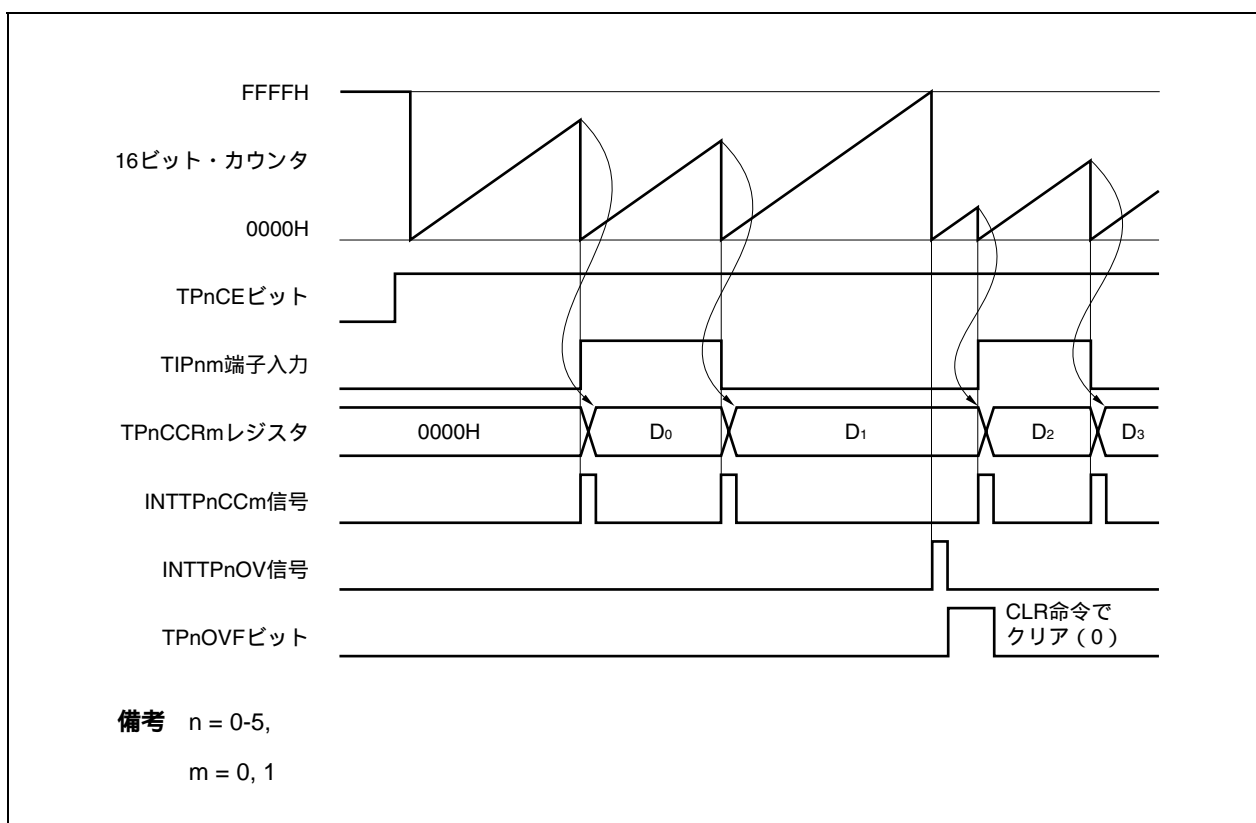 FFFFH
16ビット・カウンタ
0000H
TPnCEビット
TIPnm端子入力
TPnCCRmレジスタ 0000H D₀ D₁ D₂ D₃
INTTPnCCm信号
INTTPnOV信号
TPnOVFビット CLR命令で
クリア（0）
備考 n = 0-5,
m = 0, 1